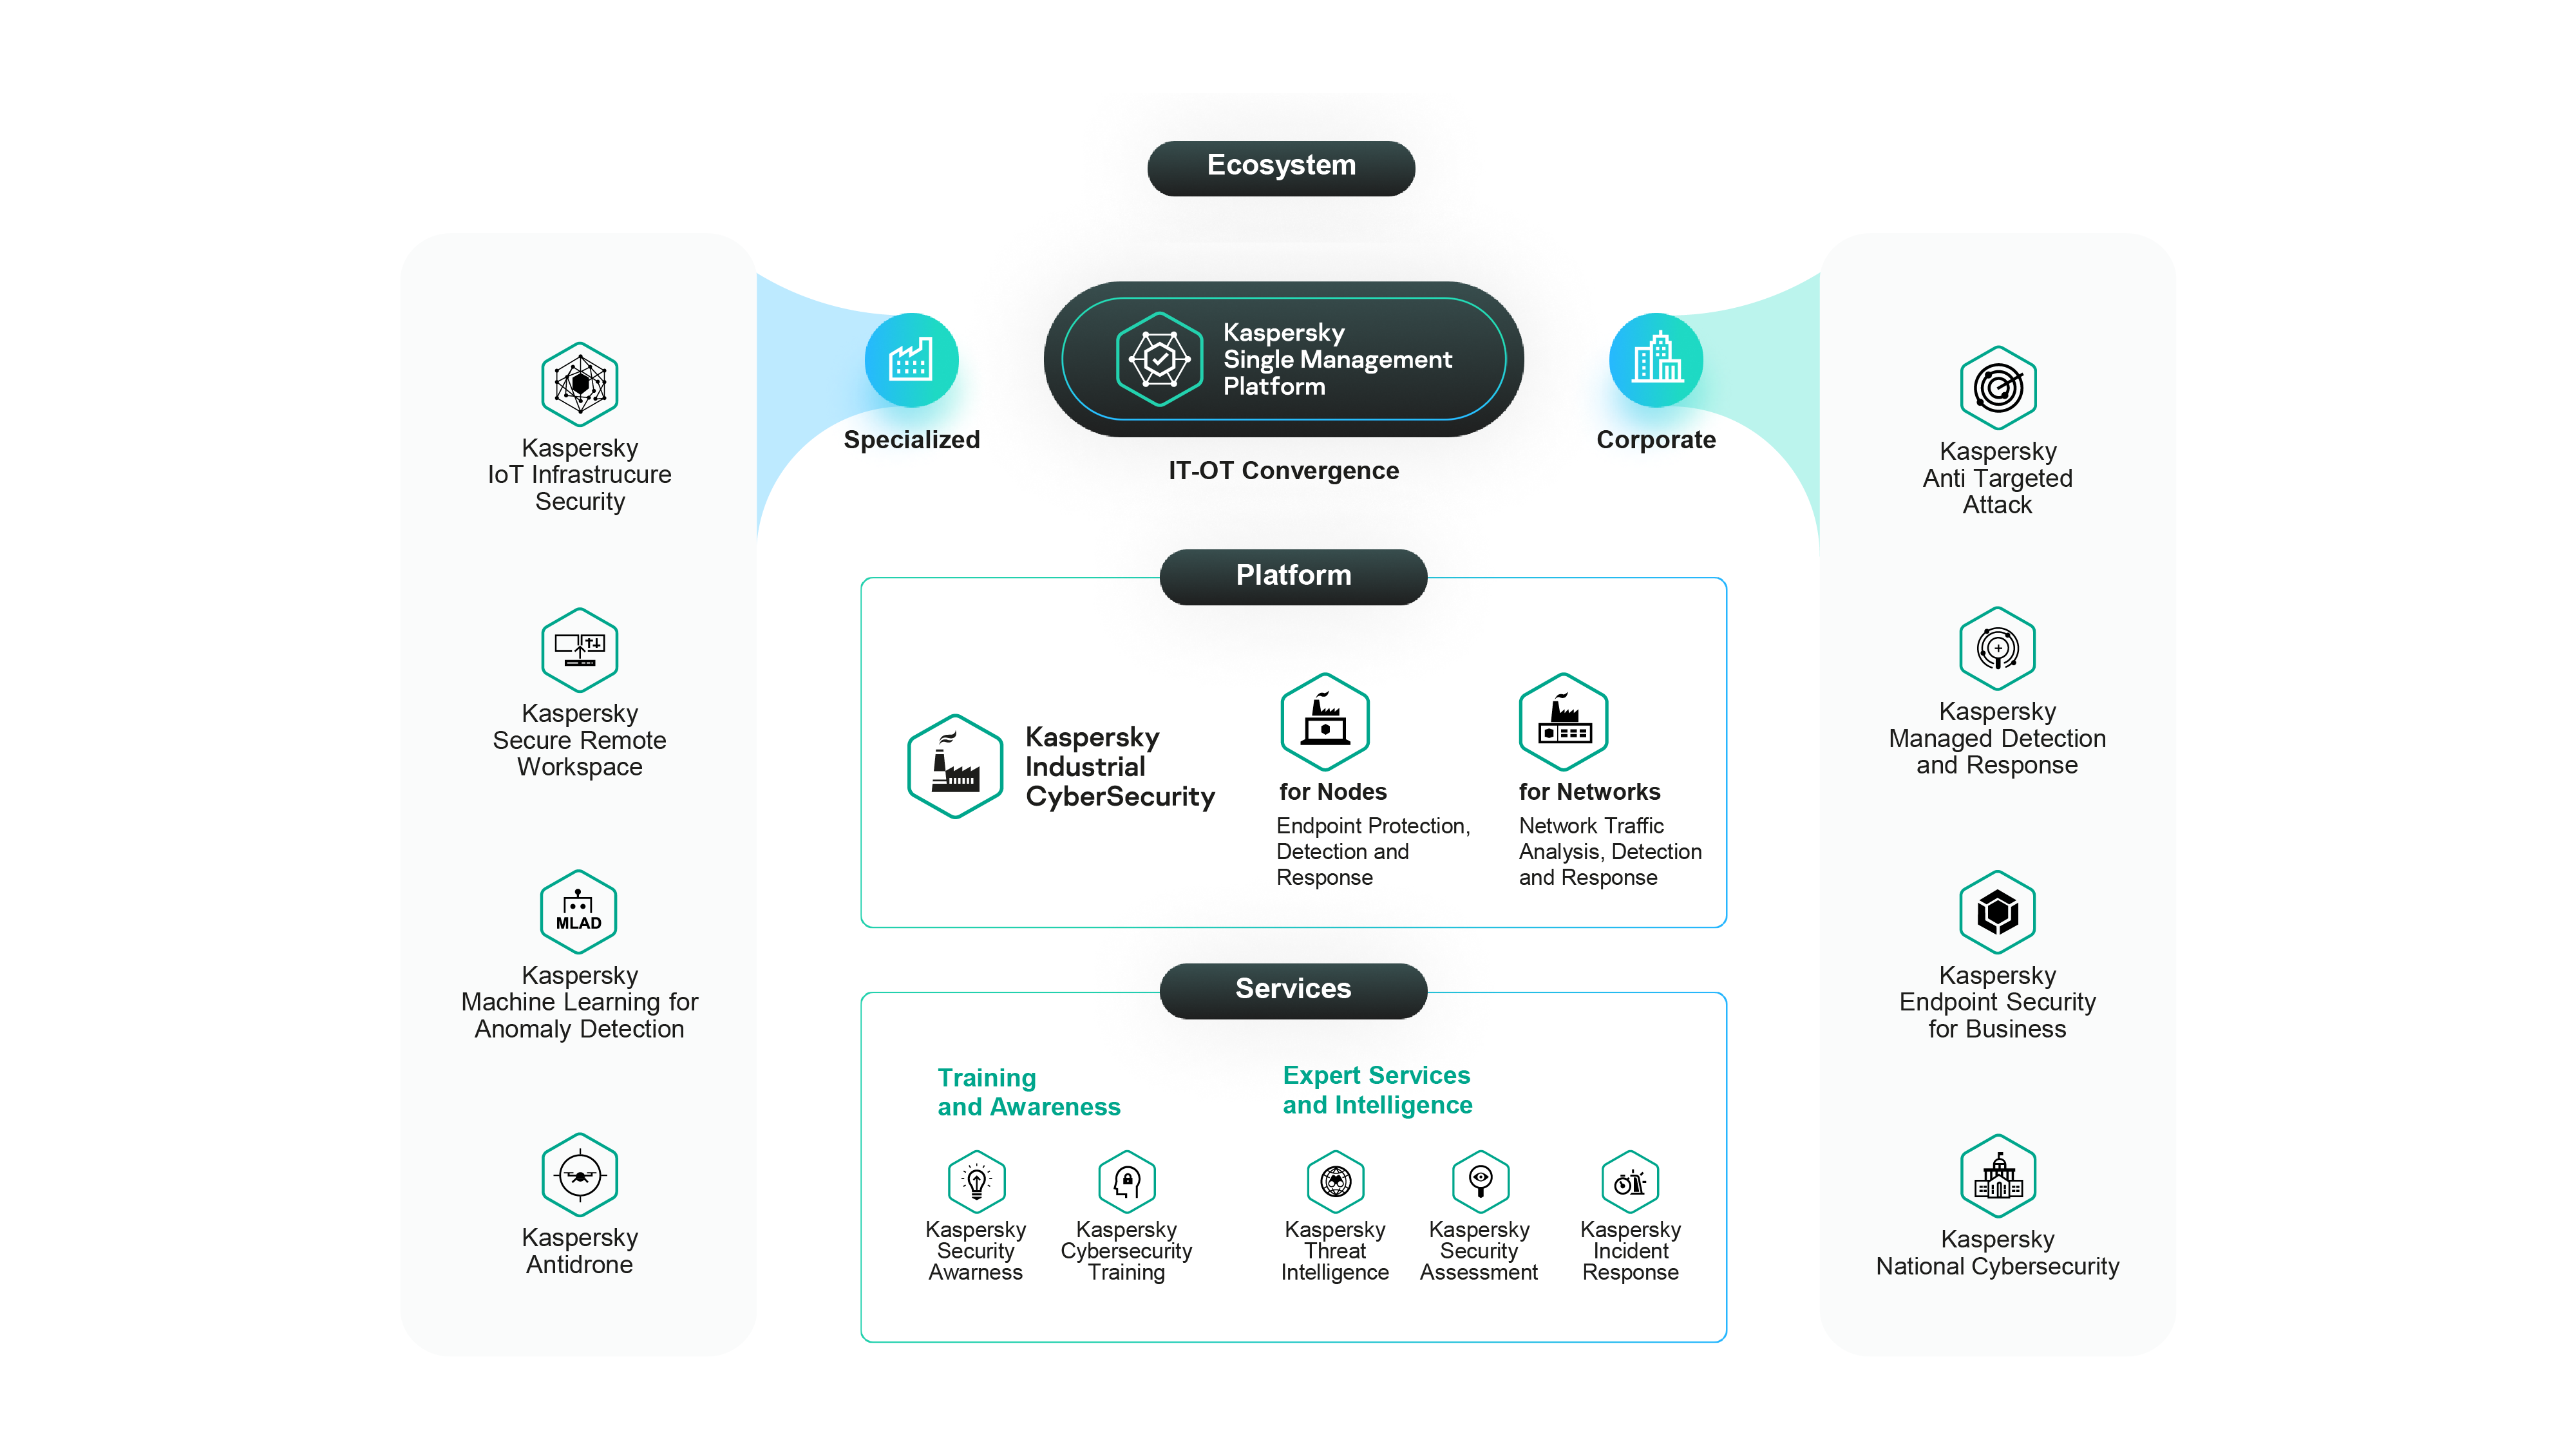 Ecosystem
Kaspersky
Single Management
Platform
IT-OT Convergence
Specialized
Corporate
Kaspersky
IoT Infrastrucure
Security
Kaspersky
Secure Remote
Workspace
MLAD
Kaspersky
Machine Learning for
Anomaly Detection
Kaspersky
Antidrone
Platform
Kaspersky
Industrial
CyberSecurity
for Nodes
Endpoint Protection,
Detection and
Response
for Networks
Network Traffic
Analysis, Detection
and Response
Services
Training
and Awareness
Kaspersky
Security
Awarness
Kaspersky
Cybersecurity
Training
Expert Services
and Intelligence
Kaspersky
Threat
Intelligence
Kaspersky
Security
Assessment
Kaspersky
Incident
Response
Kaspersky
Anti Targeted
Attack
Kaspersky
Managed Detection
and Response
Kaspersky
Endpoint Security
for Business
Kaspersky
National Cybersecurity